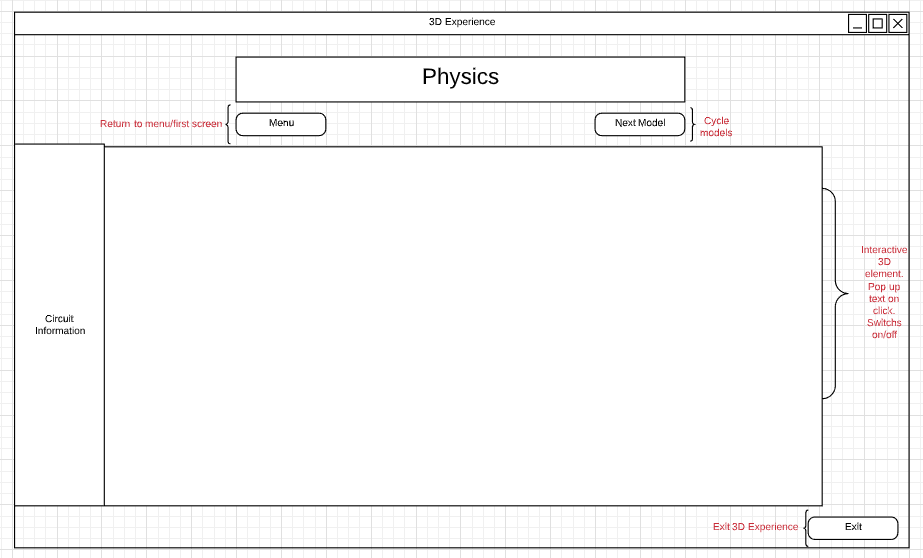 3D Experience
Physics
Return to menu/first screen
Menu
Next Model
Cycle
models
Circuit
Information
Interactive
3D
element.
Pop up
text on
click.
Switchs
on/off
Exit 3D Experience
Exit